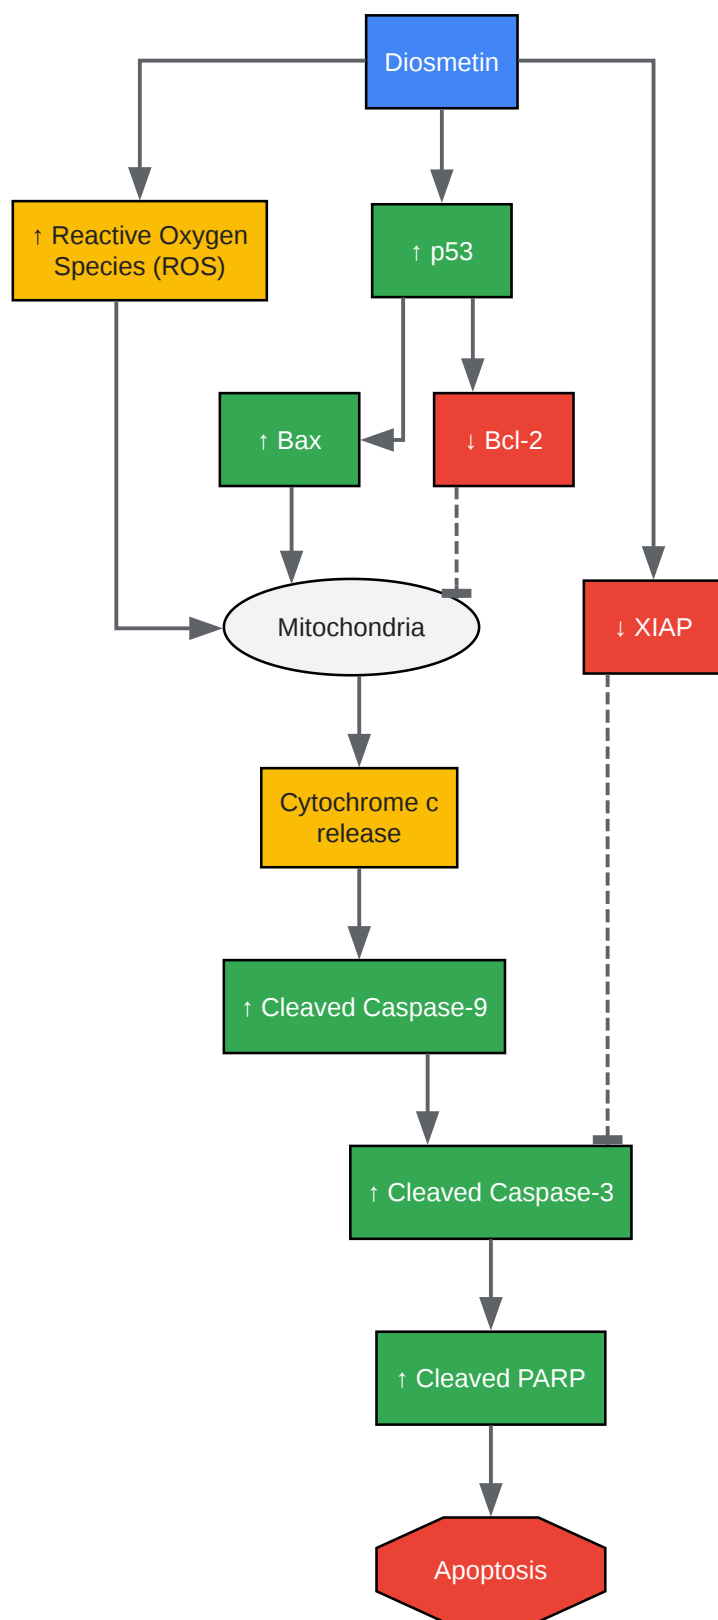 Diosmetin
↑ Reactive Oxygen
Species (ROS)
↑ p53
↑ Bax
↓ Bcl-2
Mitochondria
↓ XIAP
Cytochrome c
release
↑ Cleaved Caspase-9
↑ Cleaved Caspase-3
↑ Cleaved PARP
Apoptosis